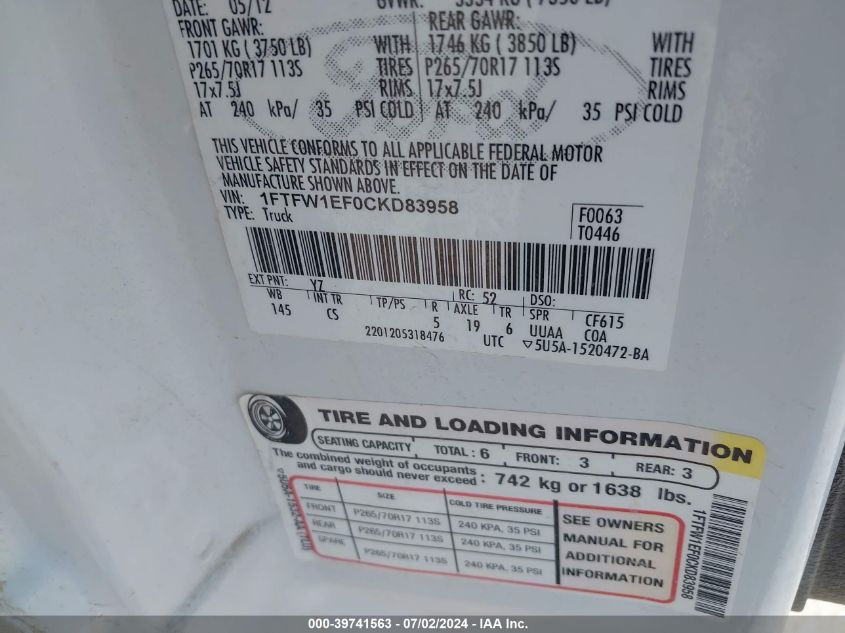 DATE: 05/12 GVWR: 3334 KG ( 7350 LB)
FRONT GAWR: REAR GAWR:
1701 KG ( 3750 LB) WITH 1746 KG ( 3850 LB) WITH
P265/70R17 113S TIRES P265/70R17 113S TIRES
17x7.5J RIMS 17x7.5J RIMS
AT 240 kPa/ 35 PSI COLD AT 240 kPa/ 35 PSI COLD
Ford
THIS VEHICLE CONFORMS TO ALL APPLICABLE FEDERAL MOTOR
VEHICLE SAFETY STANDARDS IN EFFECT ON THE DATE OF
MANUFACTURE SHOWN ABOVE.
VIN: 1FTFW1EF0CKD83958
TYPE: Truck
F0063
T0446
EXT PNT: YZ RC: 52 DSO:
WB INT TR TP/PS R AXLE TR SPR CF615
145 CS 5 19 6 UUAA COA
2201205318476 UTC ▽5U5A-1520472-BA
TIRE AND LOADING INFORMATION
SEATING CAPACITY TOTAL: 6 FRONT: 3 REAR: 3
The combined weight of occupants
and cargo should never exceed : 742 kg or 1638 lbs.
TIRE SIZE COLD TIRE PRESSURE
FRONT P265/70R17 113S 240 KPA, 35 PSI
REAR P265/70R17 113S 240 KPA, 35 PSI
SPARE P265/70R17 113S 240 KPA, 35 PSI
SEE OWNERS
MANUAL FOR
ADDITIONAL
INFORMATION
1FTFW1EF0CKD83958
000-39741563 - 07/02/2024 - IAA Inc.